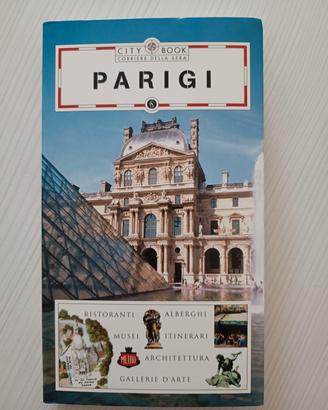 CITY BOOK
CORRIERE DELLA SERA
PARIGI
RISTORANTI ALBERGHI
MUSEI ITINERARI
METRO ARCHITETTURA
GALLERIE D'ARTE